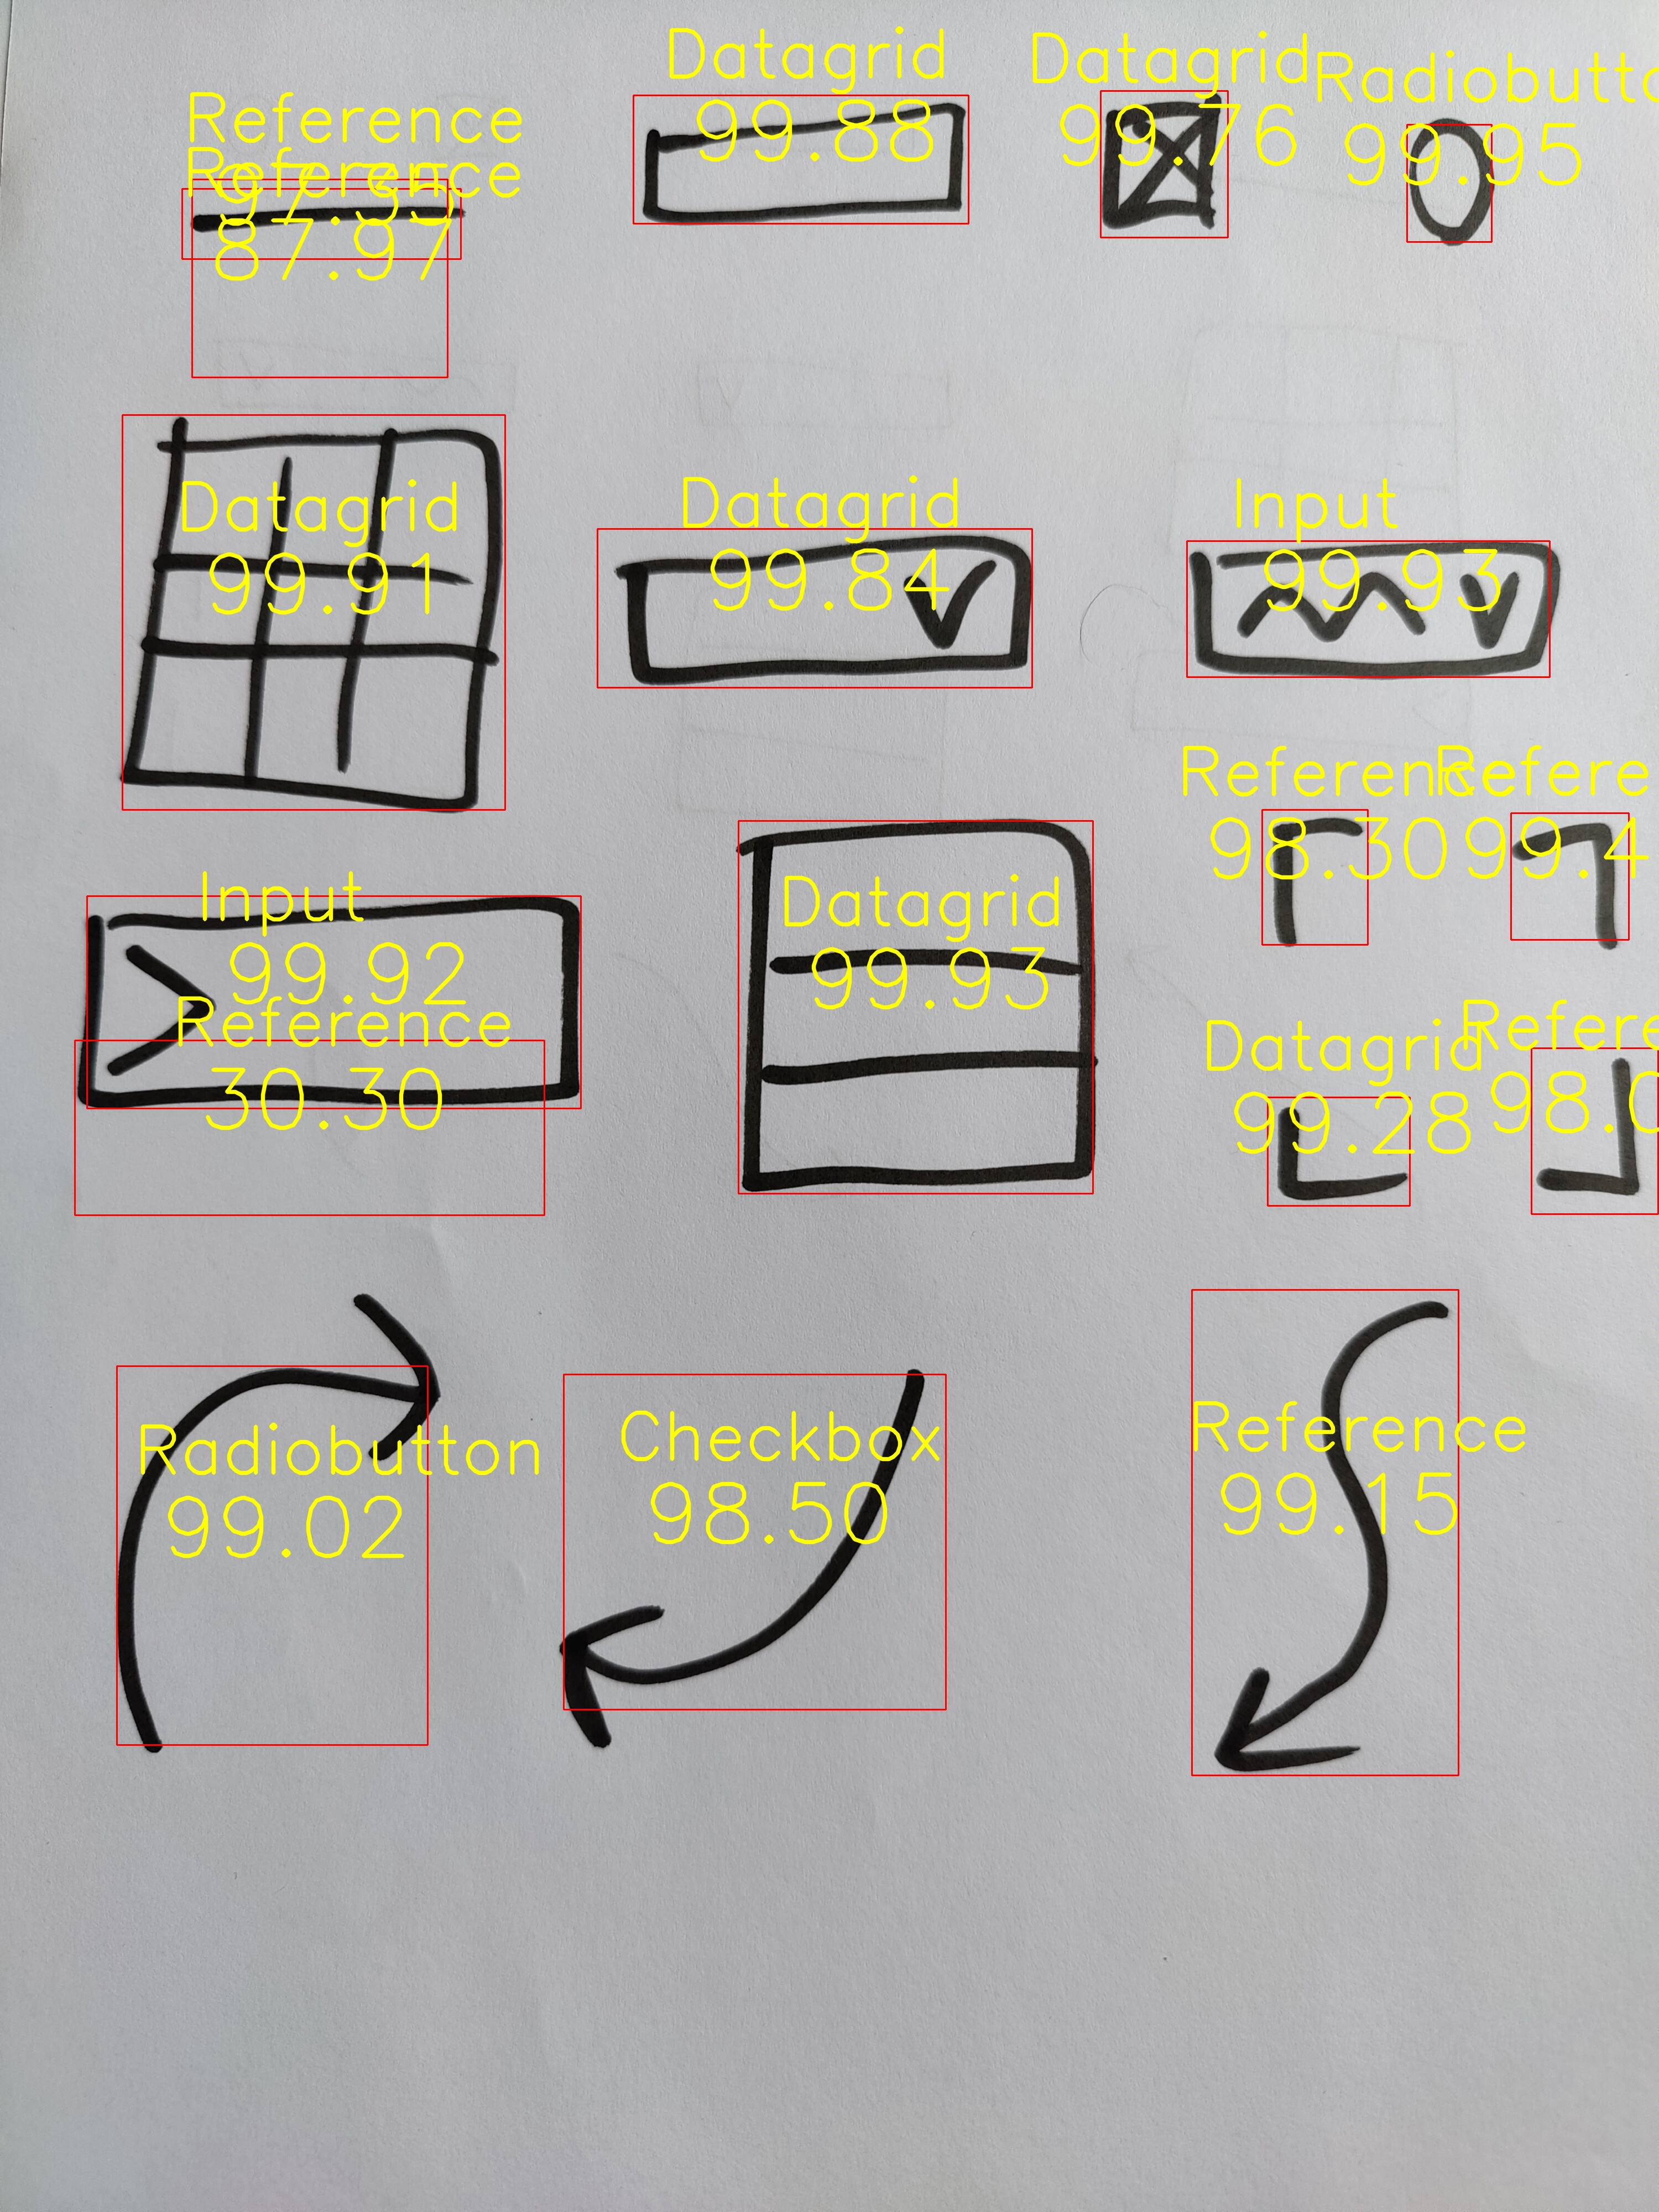 Datagrid
99.88
Datagrid
99.76
Radiobutto
99.95
Reference
97.35
Reference
87.97
Datagrid
99.91
Datagrid
99.84
Input
99.93
Reference
98.30
Refere
99.4
Input
99.92
Reference
30.30
Datagrid
99.93
Datagrid
99.28
Refere
98.0
Radiobutton
99.02
Checkbox
98.50
Reference
99.15